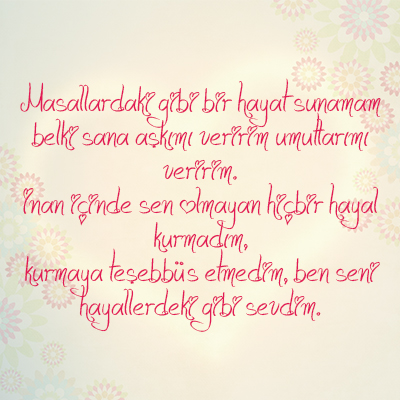 Masallardaki gibi bir hayat sunamam
belki sana aşkımı veririm umutlarımı
veririm.
inan içinde sen olmayan hiçbir hayal
kurmadım,
kurmaya teşebbüs etmedim, ben seni
hayallerdeki gibi sevdim.